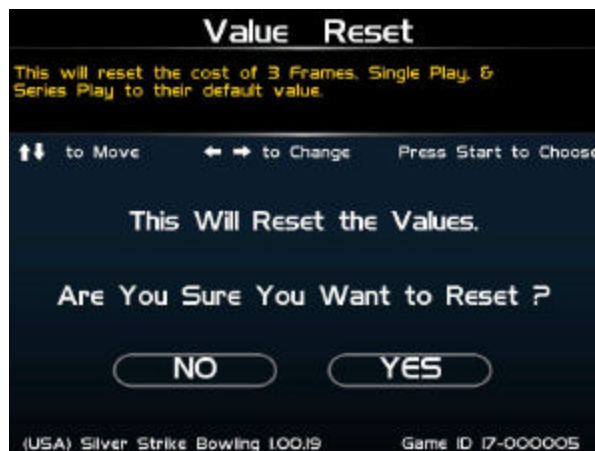 Value Reset
This will reset the cost of 3 Frames, Single Play, &
Series Play to their default value.
to Move
to Change
Press Start to Choose
This Will Reset the Values.
Are You Sure You Want to Reset ?
NO
YES
(USA) Silver Strike Bowling 1.00.19
Game ID 17-000005